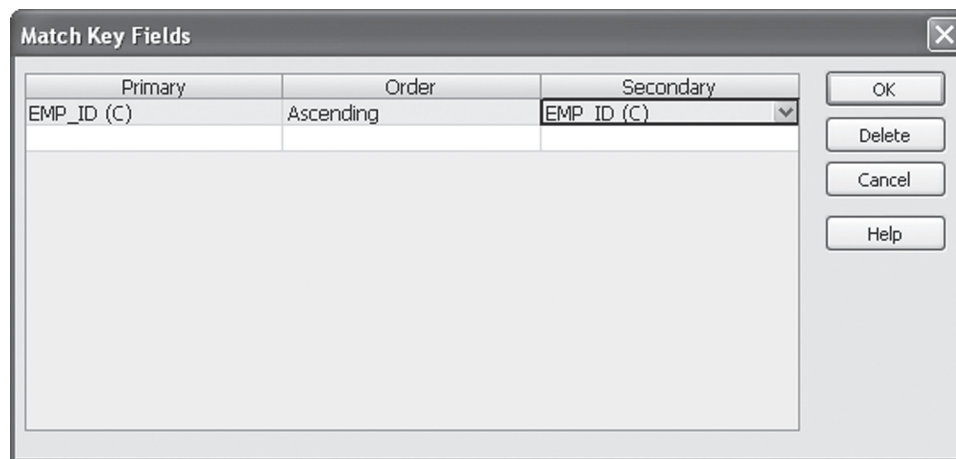 Match Key Fields
Primary Order Secondary
EMP_ID (C) Ascending EMP_ID (C)
OK
Delete
Cancel
Help